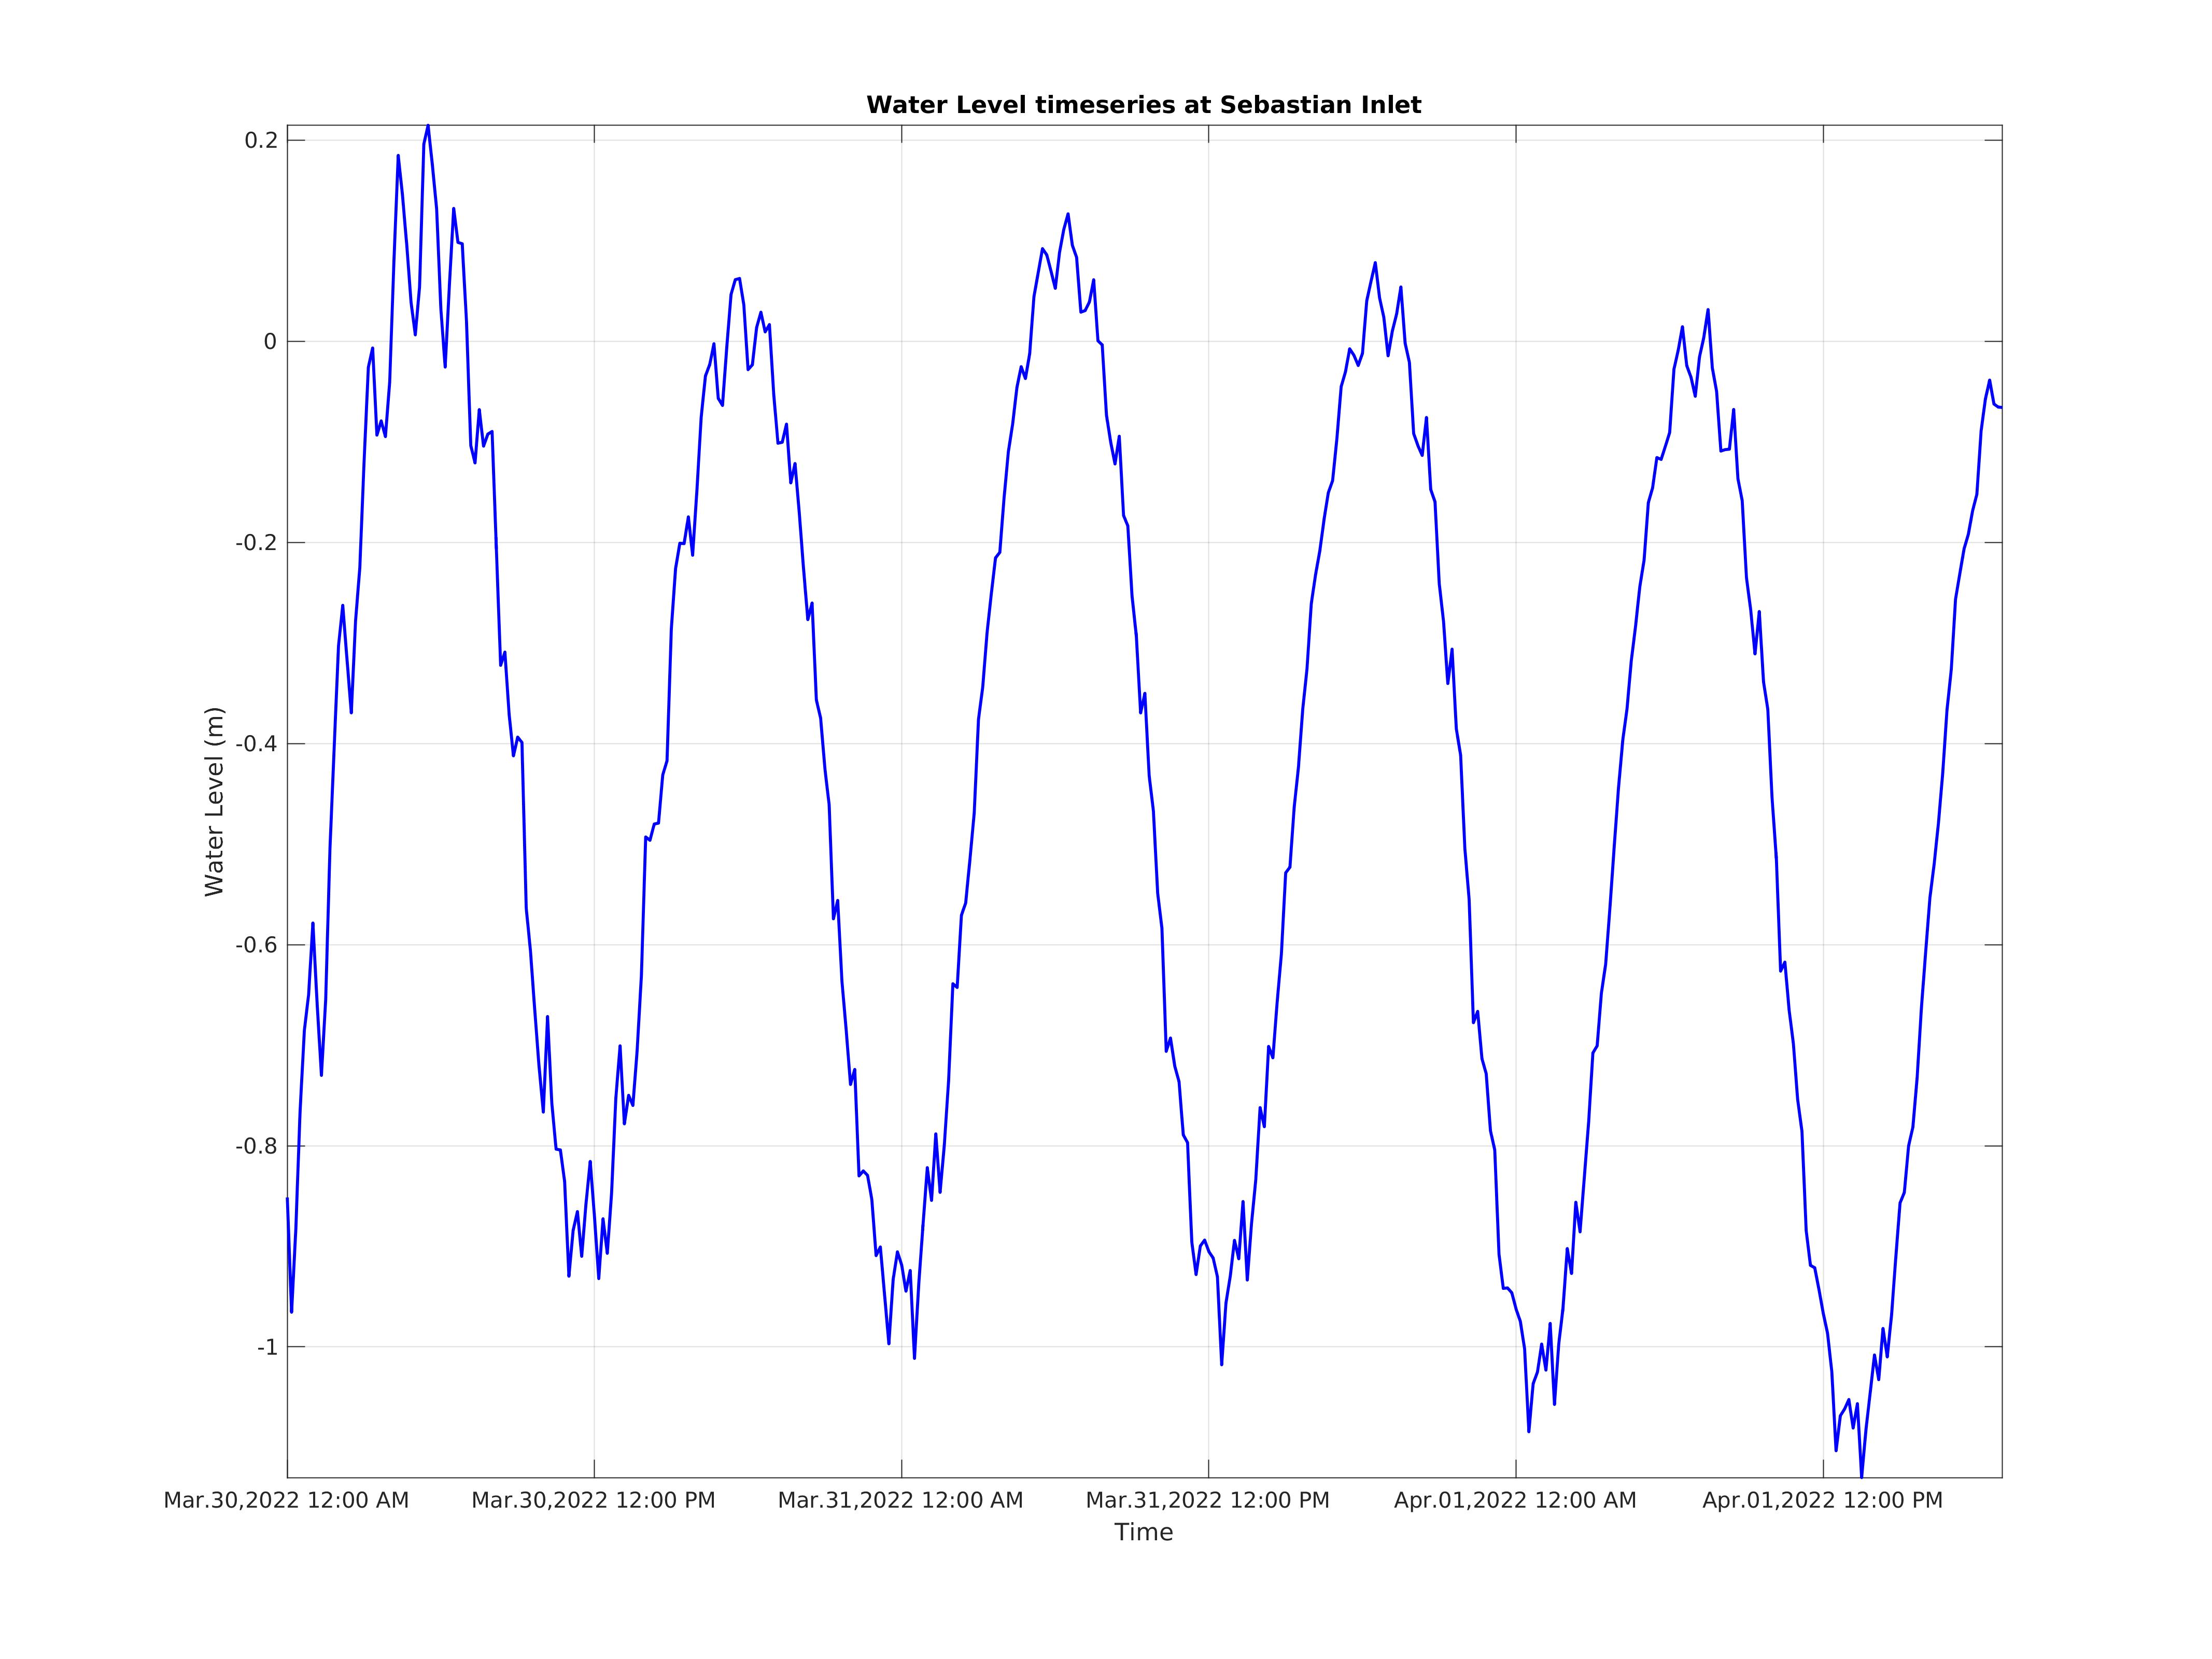 Water Level timeseries at Sebastian Inlet
0.2
0
-0.2
-0.4
-0.6
-0.8
-1
Water Level (m)
Mar.30,2022 12:00 AM
Mar.30,2022 12:00 PM
Mar.31,2022 12:00 AM
Mar.31,2022 12:00 PM
Apr.01,2022 12:00 AM
Apr.01,2022 12:00 PM
Time